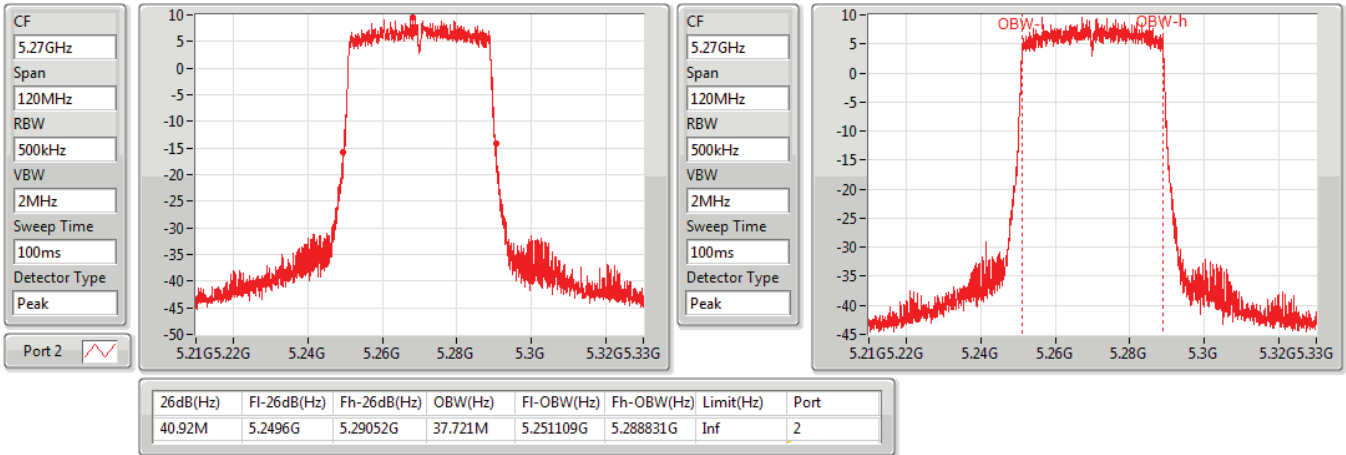 CF
5.27GHz
Span
120MHz
RBW
500kHz
VBW
2MHz
Sweep Time
100ms
Detector Type
Peak
Port 2
10
5
0
-5
-10
-15
-20
-25
-30
-35
-40
-45
-50
5.21G5.22G 5.24G 5.26G 5.28G 5.3G 5.32G5.33G
CF
5.27GHz
Span
120MHz
RBW
500kHz
VBW
2MHz
Sweep Time
100ms
Detector Type
Peak
OBW-l OBW-h
10
5
0
-5
-10
-15
-20
-25
-30
-35
-40
-45
5.21G5.22G 5.24G 5.26G 5.28G 5.3G 5.32G5.33G
26dB(Hz) Fl-26dB(Hz) Fh-26dB(Hz) OBW(Hz) Fl-OBW(Hz) Fh-OBW(Hz) Limit(Hz) Port
40.92M 5.2496G 5.29052G 37.721M 5.251109G 5.288831G Inf 2